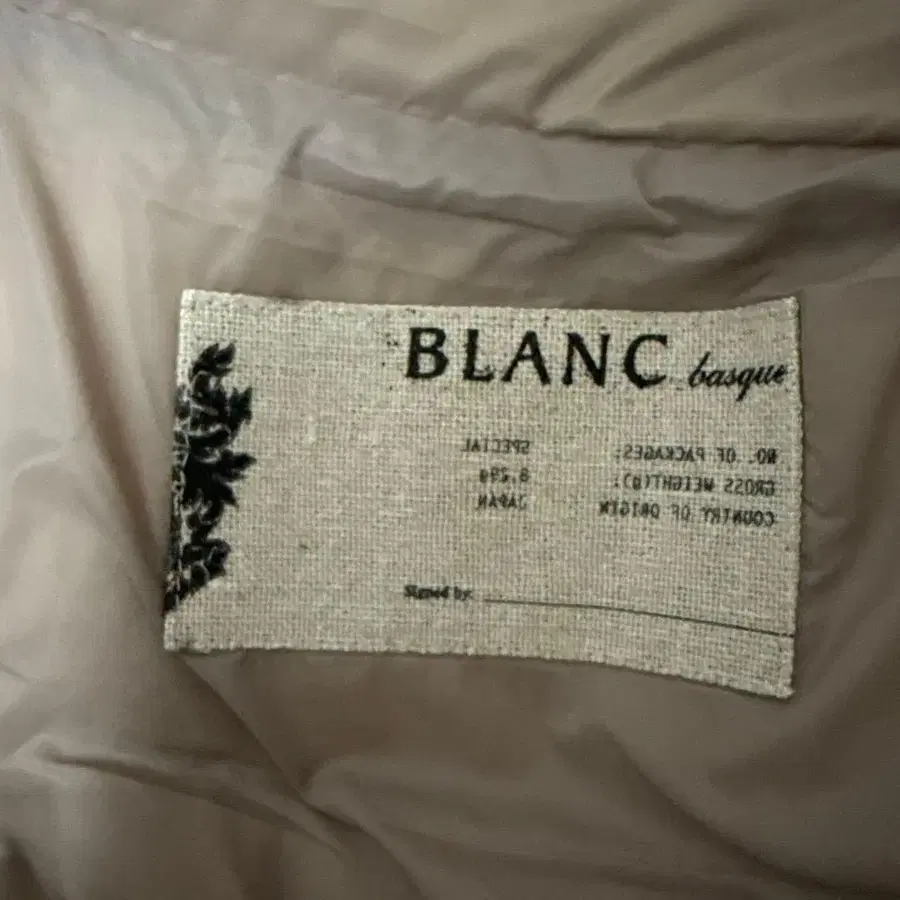 BLANC basque
NO. OF PACKAGES: SPECIAL
GROSS WEIGHT(g): 8.29g
COUNTRY OF ORIGIN JAPAN
Signed by: